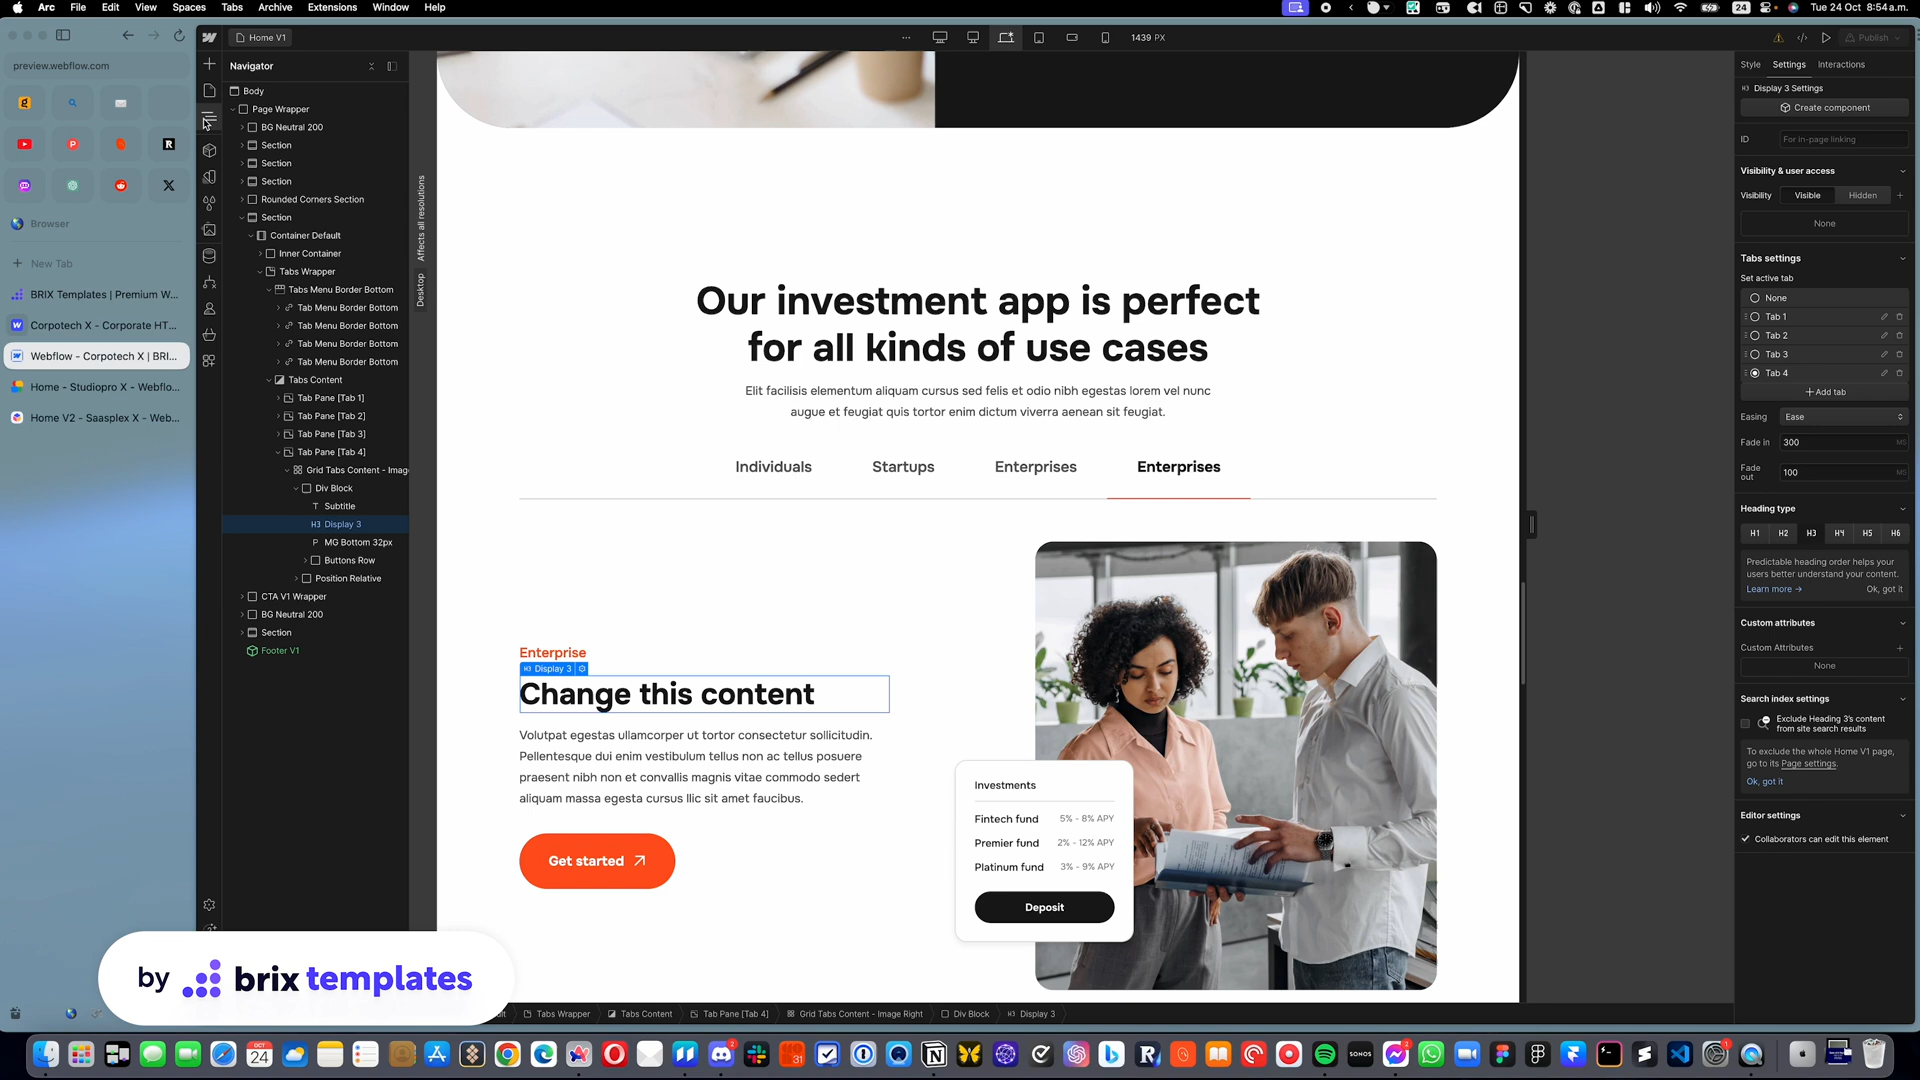 Arc File Edit View Spaces Tabs Archive Extensions Window Help
24
Tue 24 Oct 8:54 a.m.
preview.webflow.com
Browser
New Tab
BRIX Templates | Premium W...
Corpotech X - Corporate HT...
Webflow - Corpotech X | BRI...
Home - Studiopro X - Webflo...
Home V2 - Saasplex X - Web...
Home V1
1439 PX
Publish
Navigator
Body
Page Wrapper
BG Neutral 200
Section
Section
Section
Rounded Corners Section
Section
Container Default
Inner Container
Tabs Wrapper
Tabs Menu Border Bottom
Tab Menu Border Bottom
Tab Menu Border Bottom
Tab Menu Border Bottom
Tab Menu Border Bottom
Tabs Content
Tab Pane [Tab 1]
Tab Pane [Tab 2]
Tab Pane [Tab 3]
Tab Pane [Tab 4]
Grid Tabs Content - Imag
Div Block
T Subtitle
H3 Display 3
P MG Bottom 32px
Buttons Row
Position Relative
CTA V1 Wrapper
BG Neutral 200
Section
Footer V1
Affects all resolutions
Desktop
Our investment app is perfect
for all kinds of use cases
Elit facilisis elementum aliquam cursus sed felis et odio nibh egestas lorem vel nunc
augue et feugiat quis tortor enim dictum viverra aenean sit feugiat.
Individuals Startups Enterprises Enterprises
Enterprise
H3 Display 3
Change this content
Volutpat egestas ullamcorper ut tortor consectetur sollicitudin.
Pellentesque dui enim vestibulum tellus non ac tellus posuere
praesent nibh non et convallis magnis vitae commodo sedert
aliquam massa egesta cursus llc sit amet faucibus.
Get started
Investments
Fintech fund 5% - 8% APY
Premier fund 2% - 12% APY
Platinum fund 3% - 9% APY
Deposit
Style Settings Interactions
H3 Display 3 Settings
Create component
ID For in-page linking
Visibility & user access
Visibility Visible Hidden
None
Tabs settings
Set active tab
None
Tab 1
Tab 2
Tab 3
Tab 4
Add tab
Easing Ease
Fade in 300 MS
Fade out 100 MS
Heading type
H1 H2 H3 H4 H5 H6
Predictable heading order helps your
users better understand your content.
Learn more → Ok, got it
Custom attributes
Custom Attributes
None
Search index settings
Exclude Heading 3's content
from site search results
To exclude the whole Home V1 page,
go to its Page settings.
Ok, got it
Editor settings
Collaborators can edit this element
by brix templates
Tabs Wrapper Tabs Content Tab Pane [Tab 4] Grid Tabs Content - Image Right Div Block H3 Display 3
OCT
24
SONOS